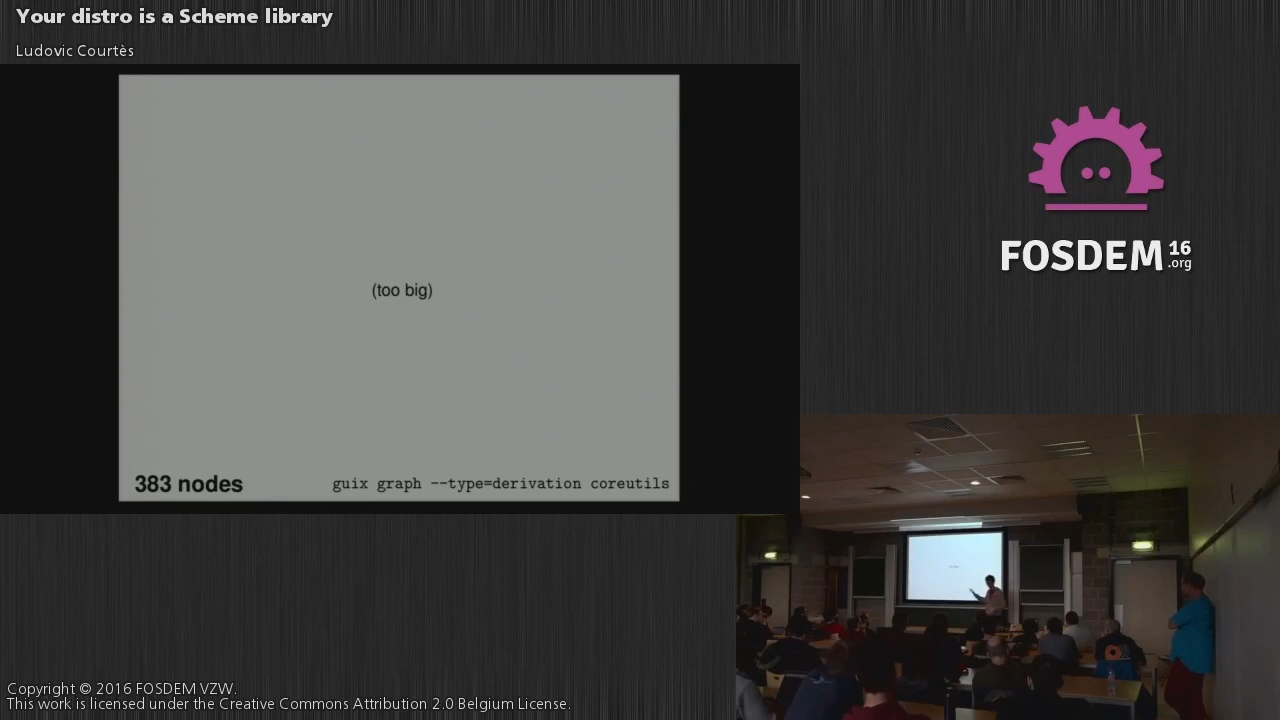 Your distro is a Scheme library
Ludovic Courtès
(too big)
383 nodes
guix graph --type=derivation coreutils
FOSDEM 16
.org
Copyright © 2016 FOSDEM VZW.
This work is licensed under the Creative Commons Attribution 2.0 Belgium License.